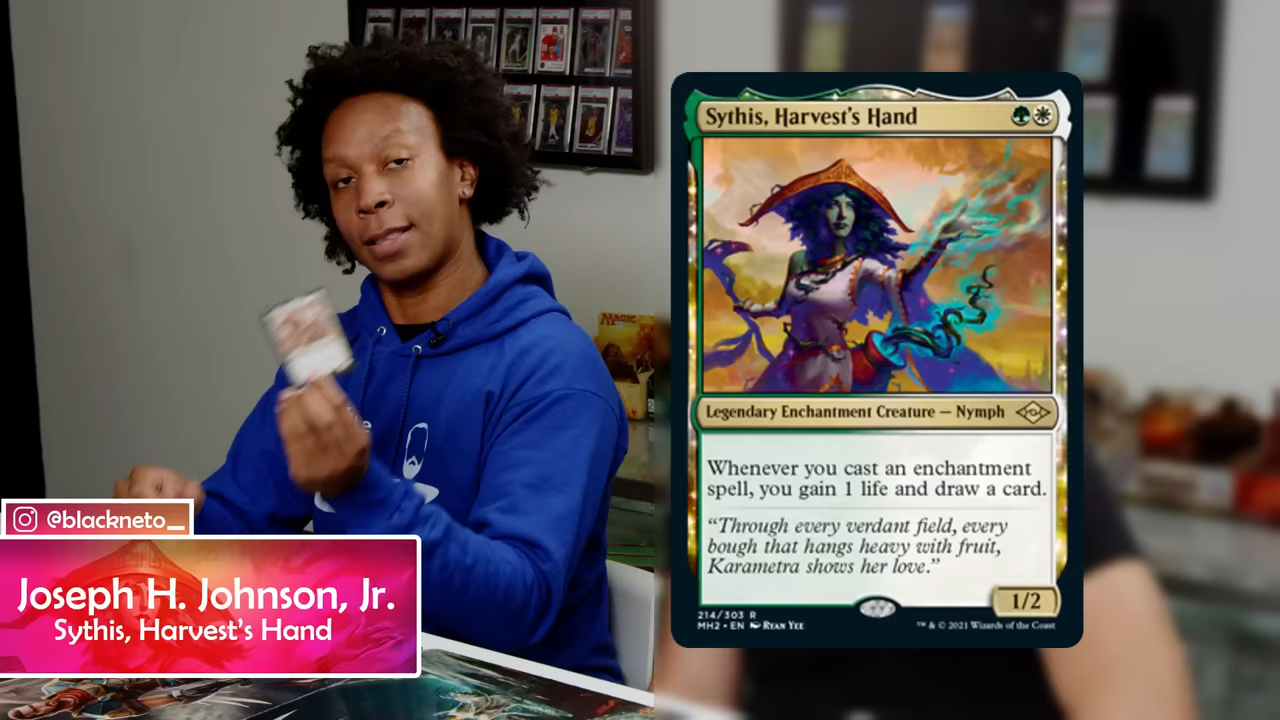 @blackneto_
Joseph H. Johnson, Jr.
Sythis, Harvest's Hand
Sythis, Harvest's Hand
Legendary Enchantment Creature — Nymph
Whenever you cast an enchantment
spell, you gain 1 life and draw a card.
"Through every verdant field, every
bough that hangs heavy with fruit,
Karametra shows her love."
1/2
214/303 R
MH2 • EN Ryan Yee
™ & © 2021 Wizards of the Coast
MAGIC